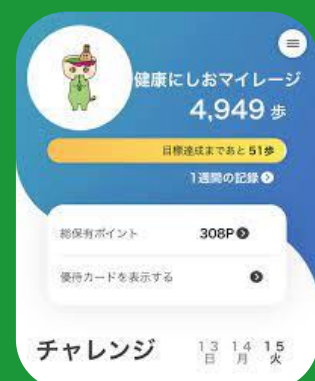 健康にしおマイレージ
4,949 歩
目標達成まであと 51歩
1週間の記録
総保有ポイント 308P
優待カードを表示する
チャレンジ
13 14 15
日 月 火